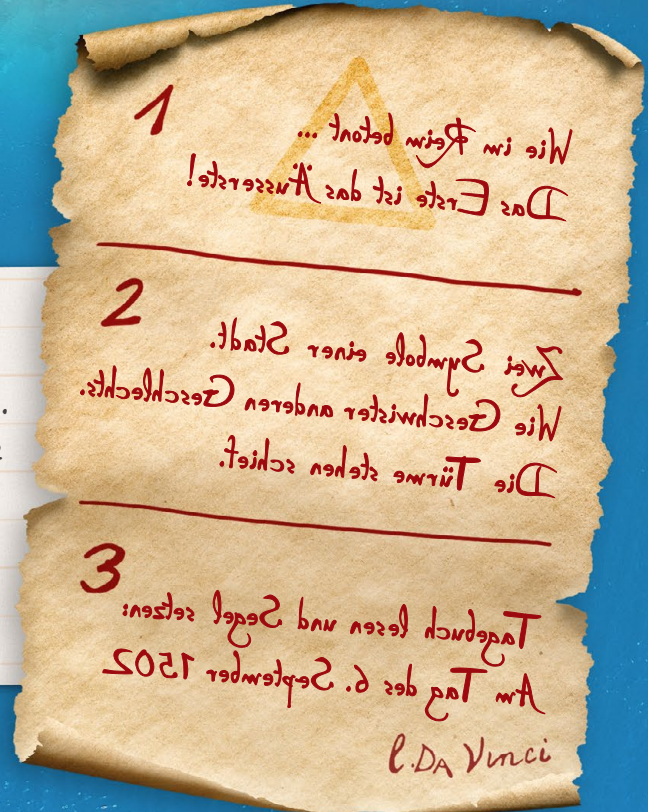 1
Wie im Reim betont ...
Das Erste ist das Äusserste!
2
Zwei Symbole einer Stadt.
Wie Geschwister anderen Geschlechts.
Die Türme stehen schief.
3
Tagebuch lesen und Segel setzen:
Am Tag des 6. September 1502
l. DA Vinci